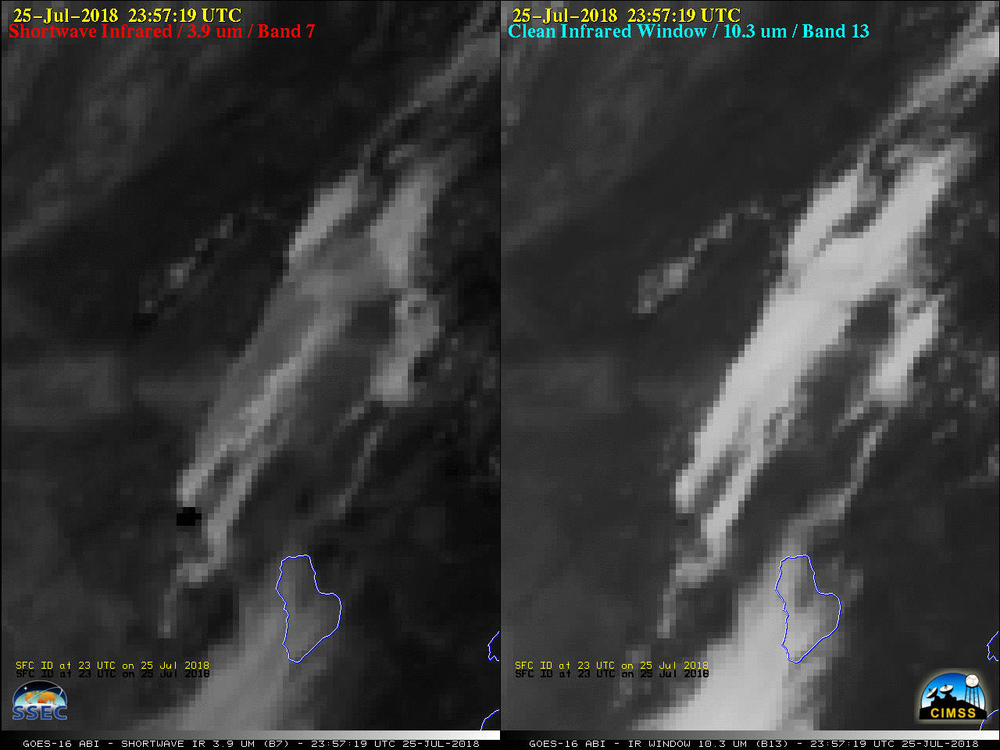 25-Jul-2018 23:57:19 UTC
Shortwave Infrared / 3.9 um / Band 7
25-Jul-2018 23:57:19 UTC
Clean Infrared Window / 10.3 um / Band 13
SFC ID at 23 UTC on 25 Jul 2018
SFC ID at 23 UTC on 25 Jul 2018
SFC ID at 23 UTC on 25 Jul 2018
SFC ID at 23 UTC on 25 Jul 2018
SSEC
CIMSS
GOES-16 ABI - SHORTWAVE IR 3.9 UM (B7) - 23:57:19 UTC 25-JUL-2018
GOES-16 ABI - IR WINDOW 10.3 UM (B13) - 23:57:19 UTC 25-JUL-2018